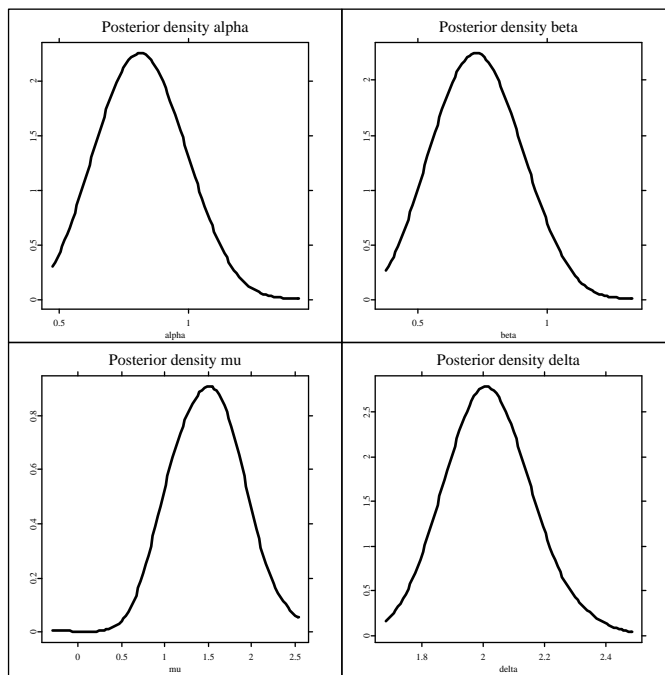 Posterior density alpha
2
1.5
1
0.5
0
0.5 1
alpha
Posterior density beta
2
1.5
1
0.5
0
0.5 1
beta
Posterior density mu
0.8
0.6
0.4
0.2
0
0 0.5 1 1.5 2 2.5
mu
Posterior density delta
2.5
2
1.5
1
0.5
0
1.8 2 2.2 2.4
delta